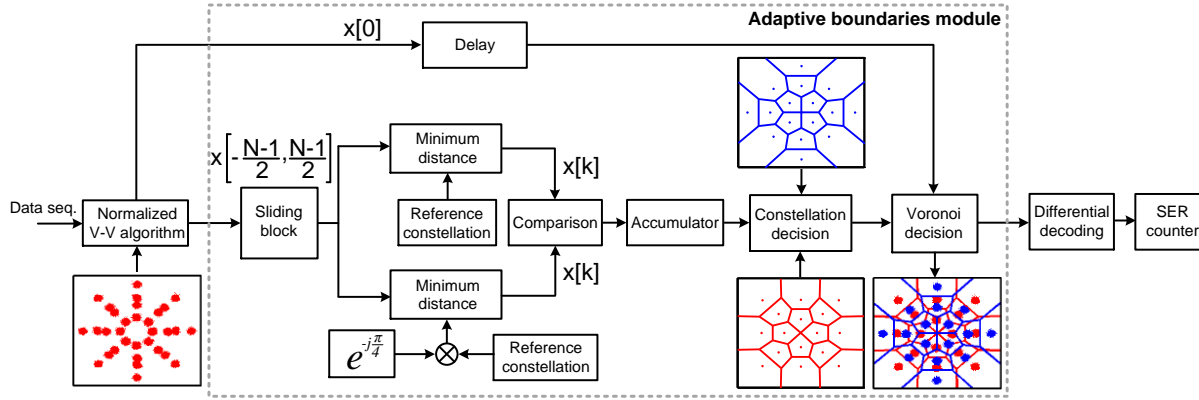 Adaptive boundaries module
x[0]
Delay
x[-N-1/2, N-1/2]
Data seq.
Normalized
V-V algorithm
Sliding
block
Minimum
distance
Reference
constellation
x[k]
Comparison
x[k]
Minimum
distance
e^{-jπ/4}
⊗
Reference
constellation
Accumulator
Constellation
decision
Voronoi
decision
Differential
decoding
SER
counter